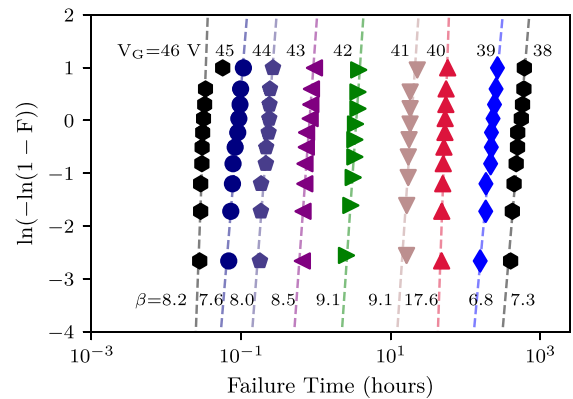 2
V_G=46 V 45 44 43 42 41 40 39 38
1
0
−1
−2
−3
β=8.2 7.6 8.0 8.5 9.1 9.1 17.6 6.8 7.3
−4
ln(−ln(1 − F))
10^{−3} 10^{−1} 10^{1} 10^{3}
Failure Time (hours)